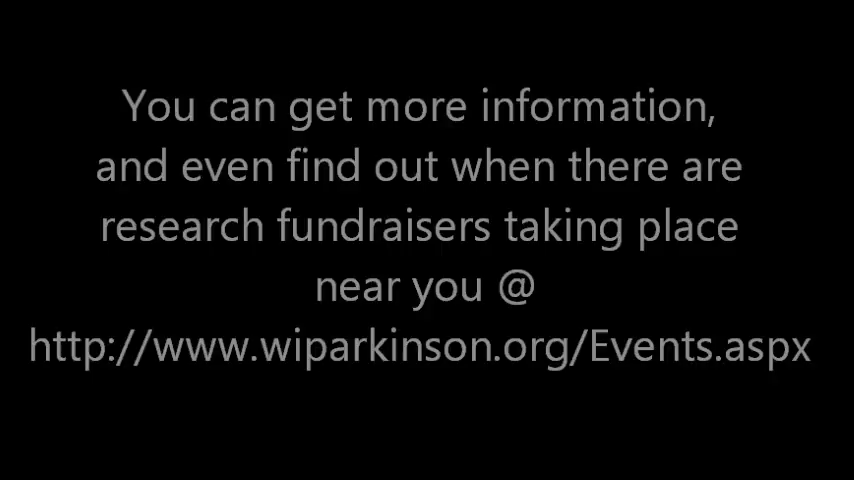 You can get more information,
and even find out when there are
research fundraisers taking place
near you @
http://www.wiparkinson.org/Events.aspx